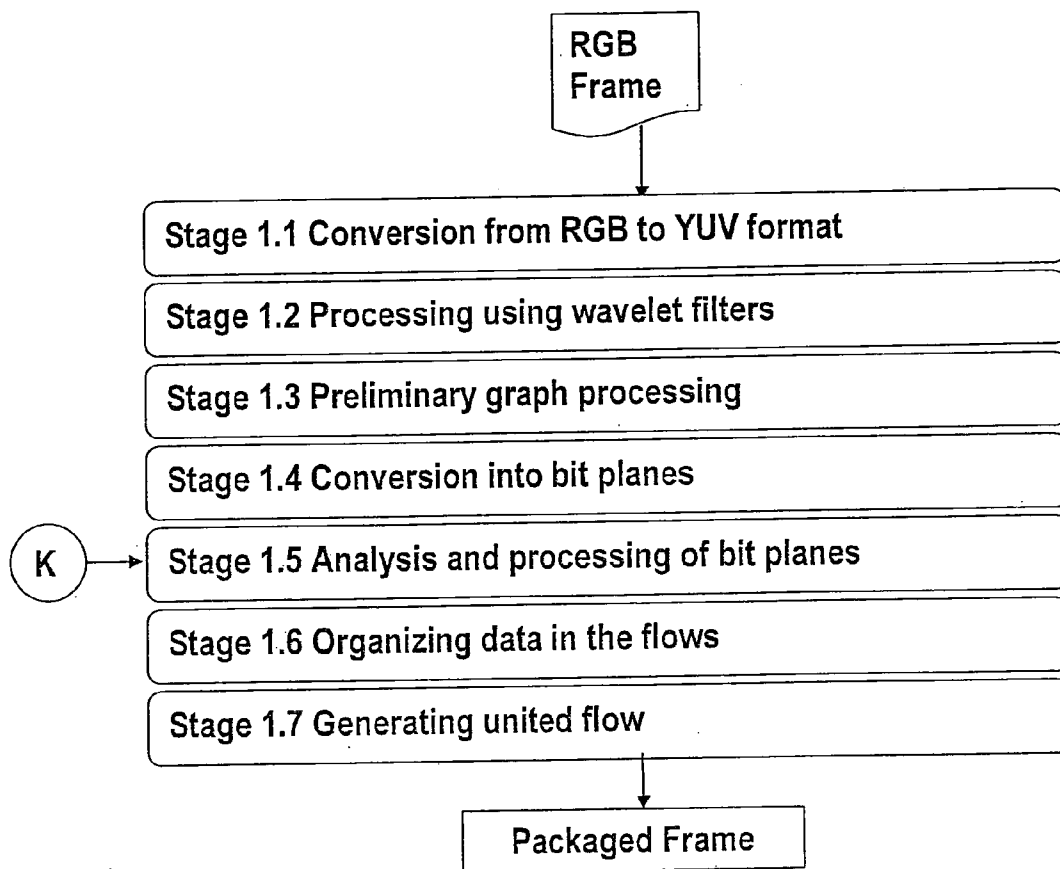 RGB
Frame
Stage 1.1 Conversion from RGB to YUV format
Stage 1.2 Processing using wavelet filters
Stage 1.3 Preliminary graph processing
Stage 1.4 Conversion into bit planes
K
Stage 1.5 Analysis and processing of bit planes
Stage 1.6 Organizing data in the flows
Stage 1.7 Generating united flow
Packaged Frame